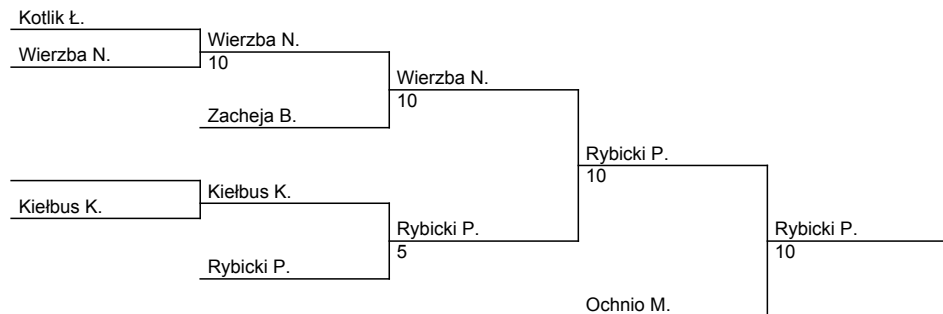 Kotlik Ł.
Wierzba N.
Wierzba N.
10
Zacheja B.
Wierzba N.
10
Kiełbus K.
Kiełbus K.
Rybicki P.
Rybicki P.
5
Rybicki P.
10
Ochnio M.
Rybicki P.
10